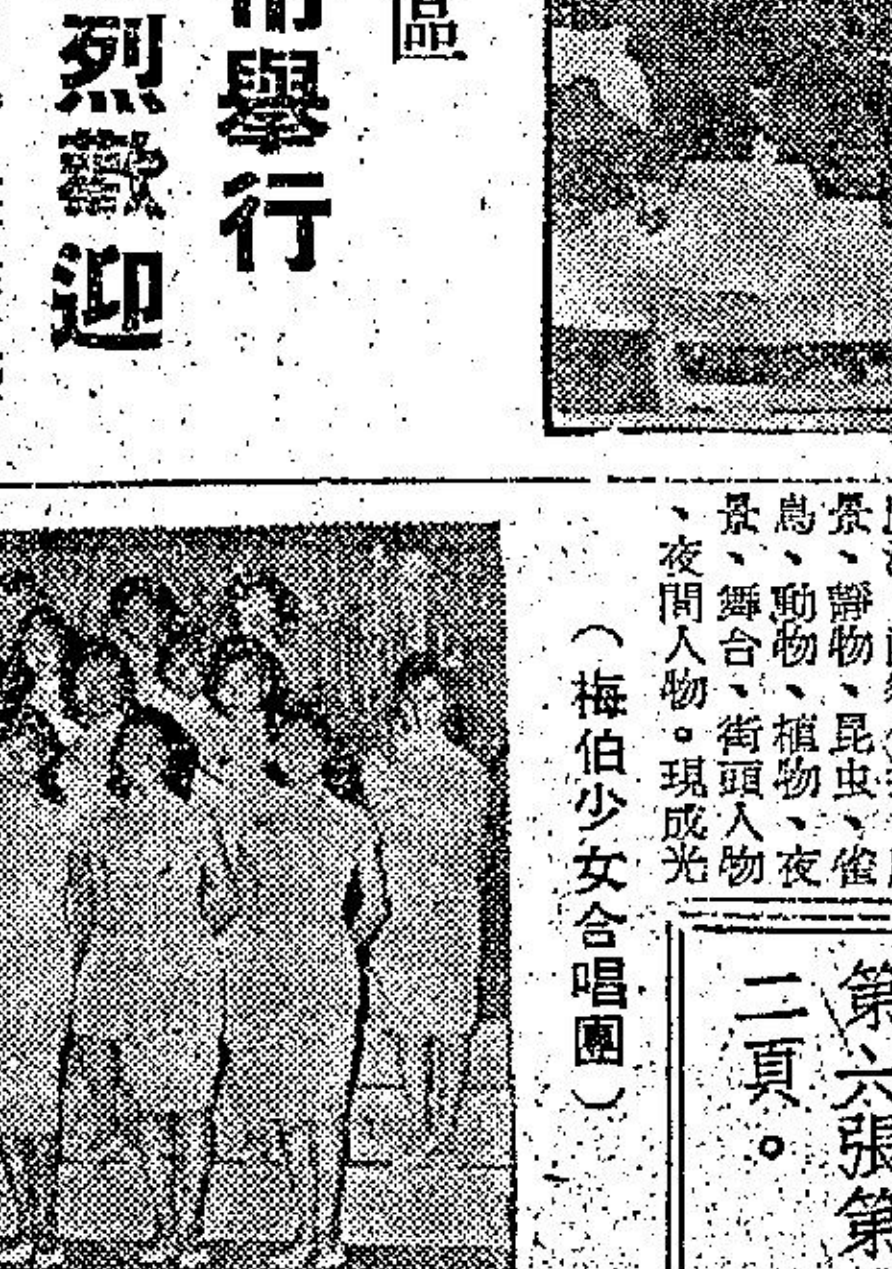 區
舉行
烈歡迎
景、靜物、昆虫、雀
鳥、動物、植物、夜
景、舞台、街頭人物
、夜間人物。現成光
（梅伯少女合唱團）
第六張第
二頁。